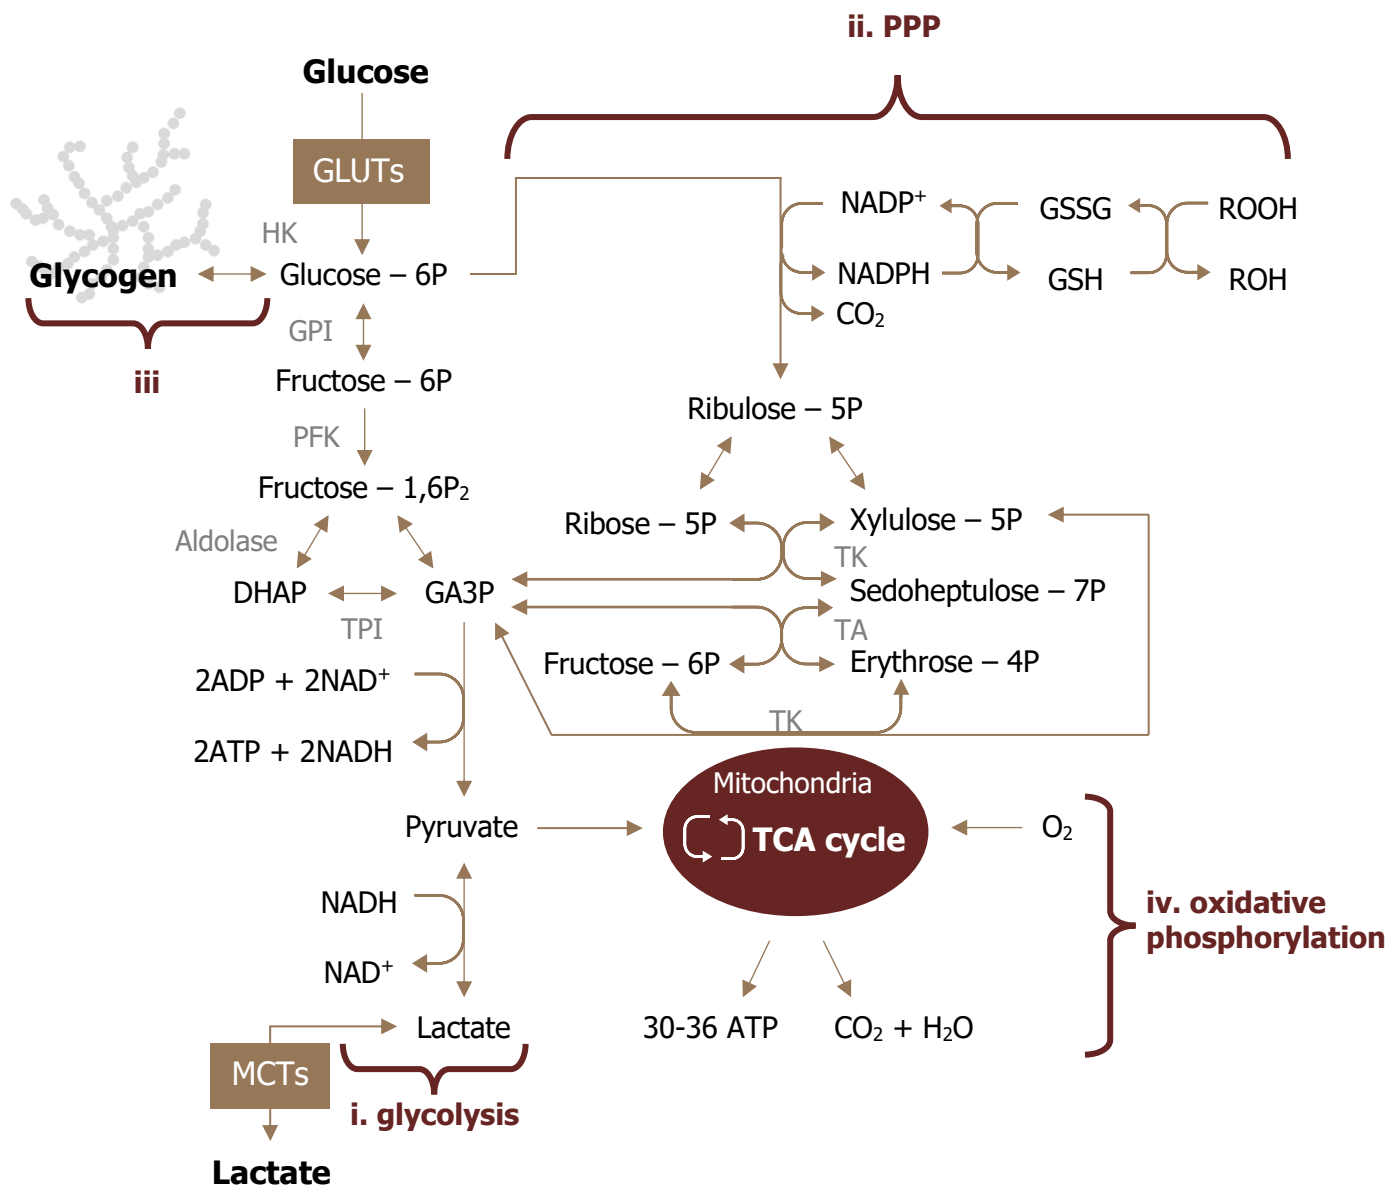 ii. PPP
Glucose
GLUTs
HK
Glycogen
Glucose – 6P
iii
GPI
Fructose – 6P
PFK
Fructose – 1,6P₂
Aldolase
DHAP
GA3P
TPI
2ADP + 2NAD⁺
2ATP + 2NADH
Pyruvate
NADH
NAD⁺
Lactate
MCTs
i. glycolysis
Lactate
NADP⁺
GSSG
ROOH
NADPH
GSH
ROH
CO₂
Ribulose – 5P
Ribose – 5P
Xylulose – 5P
TK
Sedoheptulose – 7P
TA
Fructose – 6P
Erythrose – 4P
TK
Mitochondria
TCA cycle
O₂
iv. oxidative
phosphorylation
30-36 ATP
CO₂ + H₂O